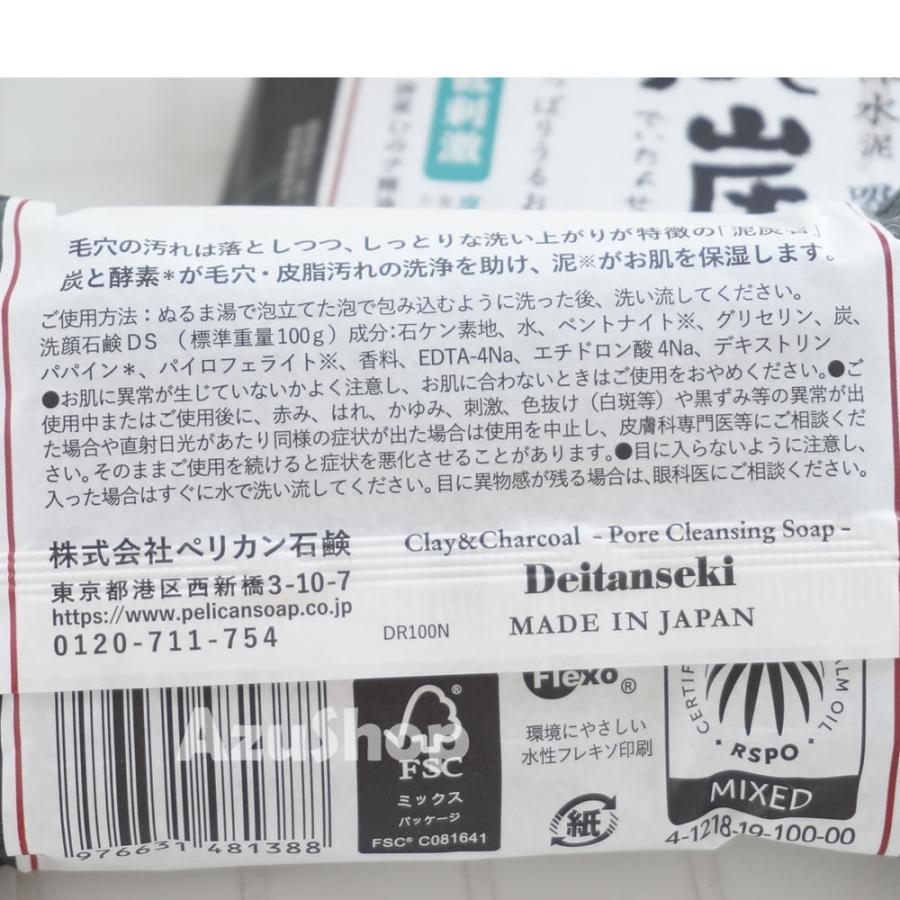 水泥
刺激
っぱりうるお
でいたんせ
毛穴の汚れは落としつつ、しっとりな洗い上がりが特徴の「泥炭石」
炭と酵素*が毛穴・皮脂汚れの洗浄を助け、泥※がお肌を保湿します。
ご使用方法：ぬるま湯で泡立てた泡で包み込むように洗った後、洗い流してください。
洗顔石鹸DS （標準重量100g）成分：石ケン素地、水、ベントナイト※、グリセリン、炭、
パパイン*、パイロフェライト※、香料、EDTA-4Na、エチドロン酸4Na、デキストリン
●お肌に異常が生じていないかよく注意し、お肌に合わないときはご使用をおやめください。●ご
使用中またはご使用後に、赤み、はれ、かゆみ、刺激、色抜け（白斑等）や黒ずみ等の異常が出
た場合や直射日光があたり同様の症状が出た場合は使用を中止し、皮膚科専門医等にご相談くだ
さい。そのままご使用を続けると症状を悪化させることがあります。●目に入らないように注意し、
入った場合はすぐに水で洗い流してください。目に異物感が残る場合は、眼科医にご相談ください。
株式会社ペリカン石鹸
東京都港区西新橋3-10-7
https://www.pelicansoap.co.jp
0120-711-754
DR100N
Clay&Charcoal - Pore Cleansing Soap -
Deitanseki
MADE IN JAPAN
976631 481388
AzuShop
FSC
ミックス
パッケージ
FSC® C081641
Flexo®
環境にやさしい
水性フレキソ印刷
紙
RSPO
MIXED
4-1218-19-100-00